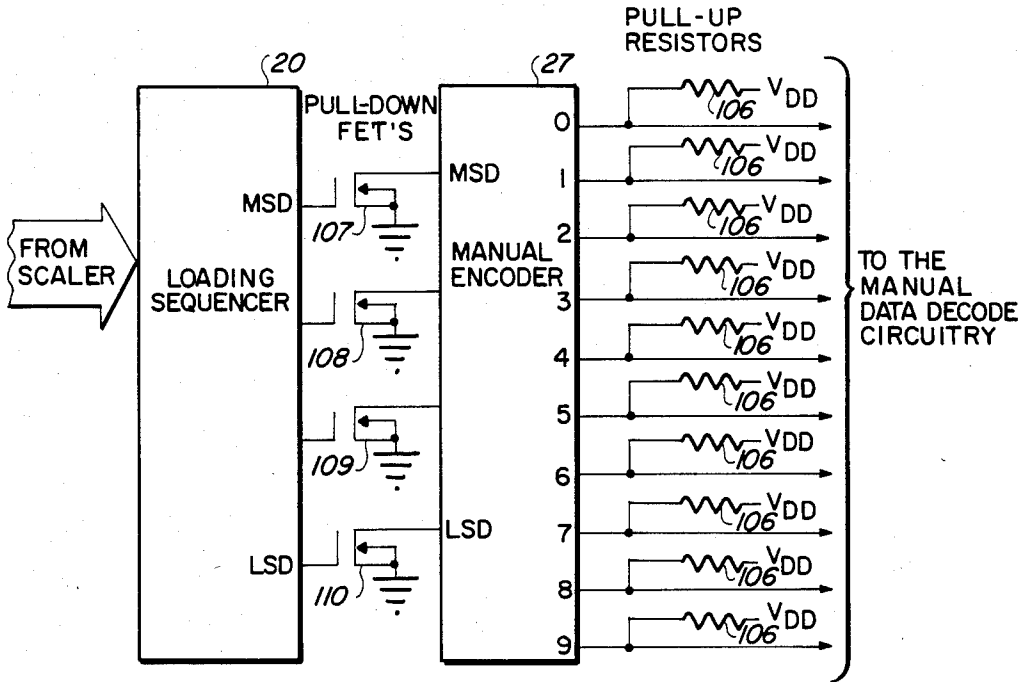 PULL-UP
RESISTORS
20
27
PULL-DOWN
FET'S
MSD
107
108
109
LSD
110
FROM
SCALER
LOADING
SEQUENCER
MSD
MANUAL
ENCODER
LSD
0
106
VDD
1
106
VDD
2
106
VDD
3
106
VDD
4
106
VDD
5
106
VDD
6
106
VDD
7
106
VDD
8
106
VDD
9
106
VDD
TO THE
MANUAL
DATA DECODE
CIRCUITRY